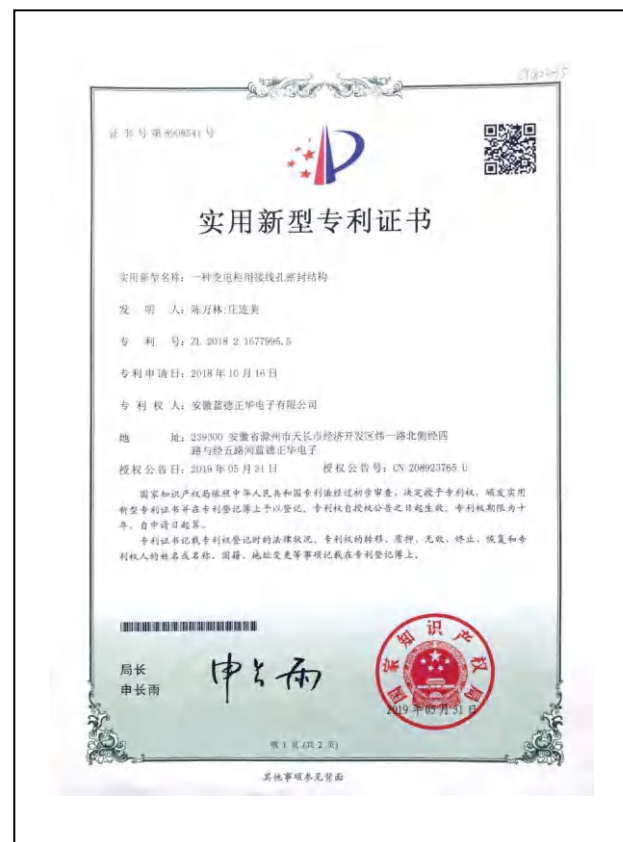 证书号第8908541号
实用新型专利证书
实用新型名称：一种变电柜用接线孔密封结构
发 明 人：陈万林;庄连美
专 利 号：ZL 2018 2 1677996.5
专利申请日：2018年10月16日
专 利 权 人：安徽蓝德正华电子有限公司
地 址：239300 安徽省滁州市天长市经济开发区纬一路北侧经四
路与经五路间蓝德正华电子
授权公告日：2019年05月31日 授权公告号：CN 208923765 U
国家知识产权局依照中华人民共和国专利法经过初步审查，决定授予专利权，颁发实用
新型专利证书并在专利登记簿上予以登记。专利权自授权公告之日起生效。专利权期限为十
年，自申请日起算。
专利证书记载专利权登记时的法律状况。专利权的转移、质押、无效、终止、恢复和专
利权人的姓名或名称、国籍、地址变更等事项记载在专利登记簿上。
局长
申长雨
申长雨
国家知识产权局
2019年05月31日
第 1 页 (共 2 页)
其他事项参见背面